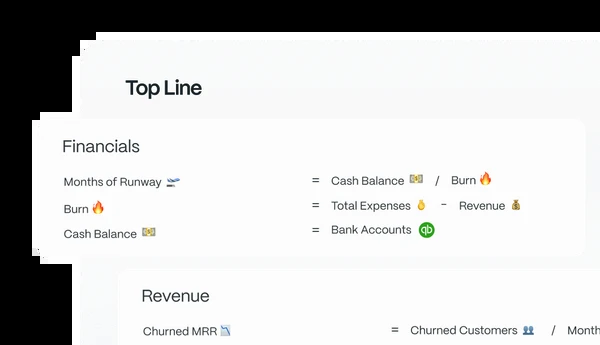 Top Line
Financials
Months of Runway 🛫 = Cash Balance 💵 / Burn 🔥
Burn 🔥 = Total Expenses 💍 - Revenue 💰
Cash Balance 💵 = Bank Accounts qb
Revenue
Churned MRR 📉 = Churned Customers 👥 / Month